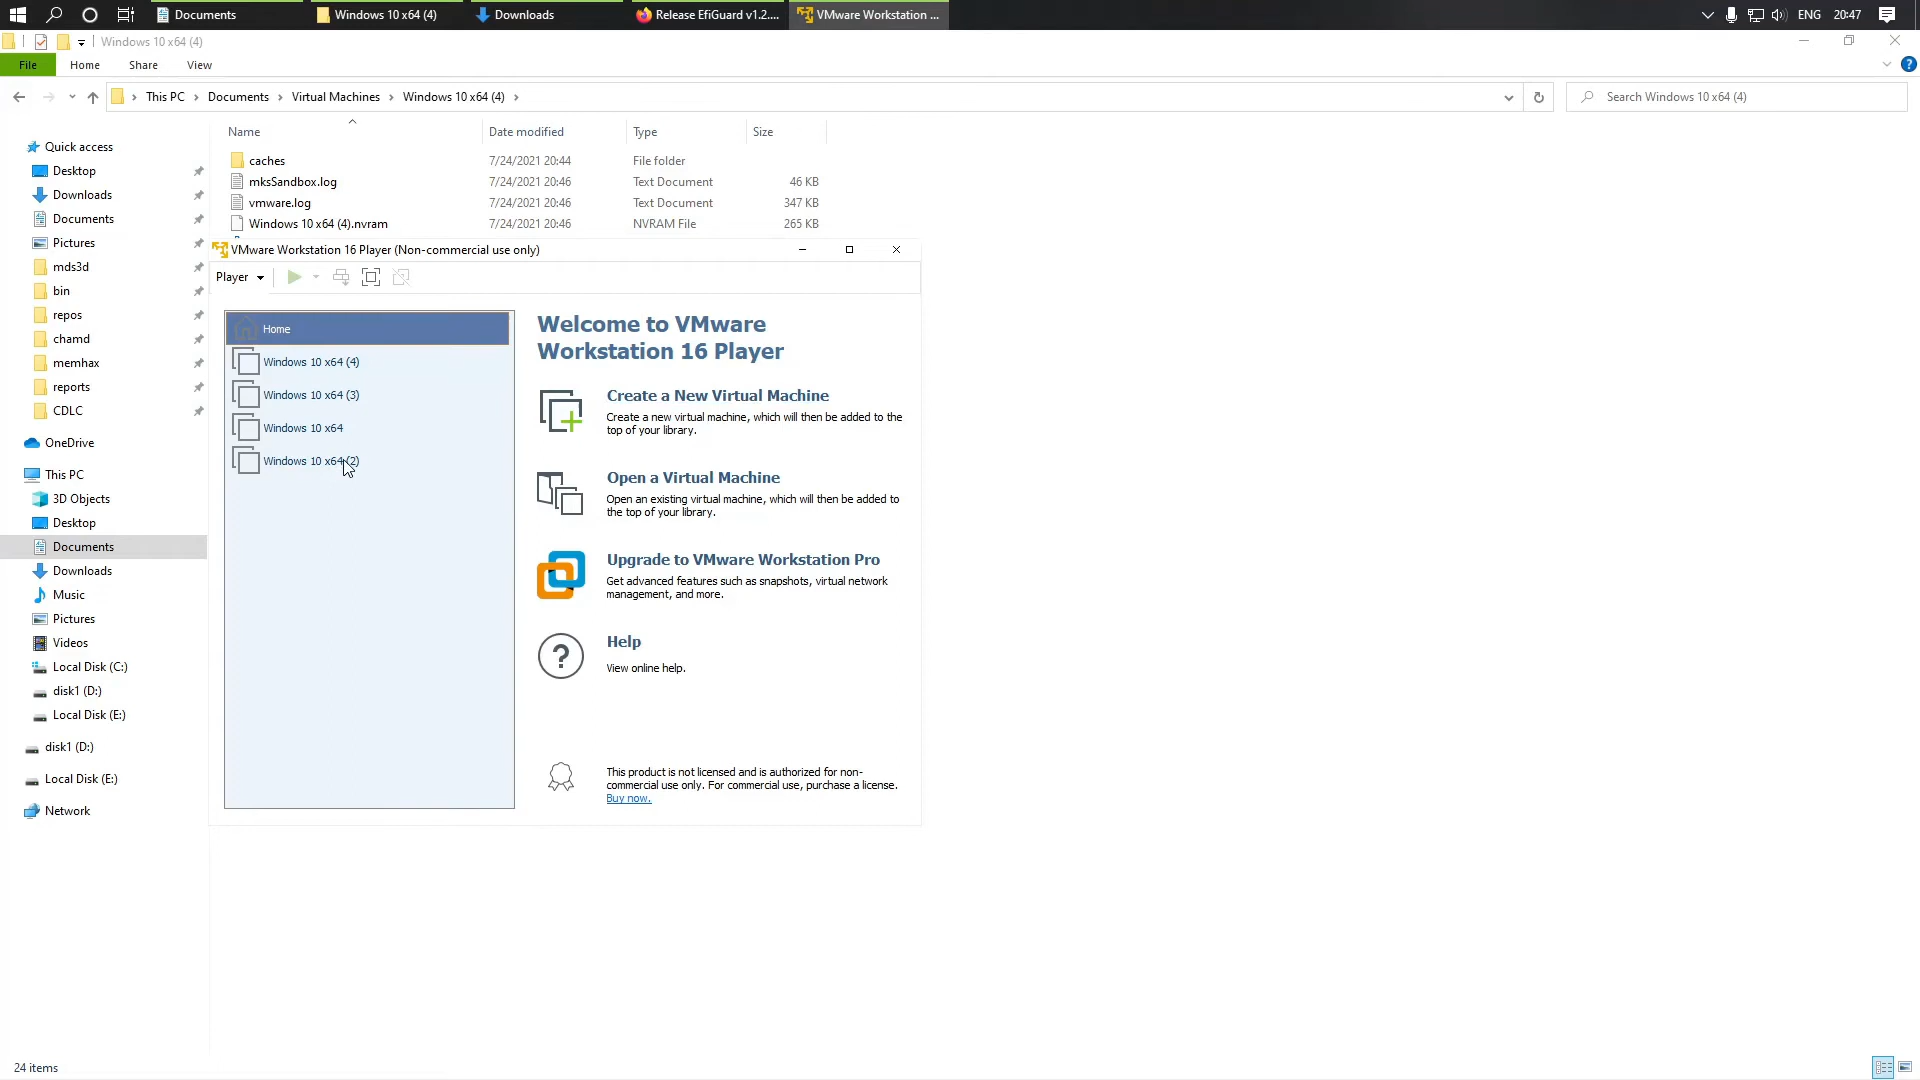 Documents
Windows 10 x64 (4)
Downloads
Release EfiGuard v1.2....
VMware Workstation ...
ENG
20:47
Windows 10 x64 (4)
File
Home
Share
View
This PC
Documents
Virtual Machines
Windows 10 x64 (4)
Search Windows 10 x64 (4)
Name
Date modified
Type
Size
Quick access
Desktop
Downloads
Documents
Pictures
mds3d
bin
repos
chamd
memhax
reports
CDLC
OneDrive
This PC
3D Objects
Desktop
Documents
Downloads
Music
Pictures
Videos
Local Disk (C:)
disk1 (D:)
Local Disk (E:)
disk1 (D:)
Local Disk (E:)
Network
caches 7/24/2021 20:44 File folder
mksSandbox.log 7/24/2021 20:46 Text Document 46 KB
vmware.log 7/24/2021 20:46 Text Document 347 KB
Windows 10 x64 (4).nvram 7/24/2021 20:46 NVRAM File 265 KB
VMware Workstation 16 Player (Non-commercial use only)
Player
Home
Windows 10 x64 (4)
Windows 10 x64 (3)
Windows 10 x64
Windows 10 x64 (2)
Welcome to VMware
Workstation 16 Player
Create a New Virtual Machine
Create a new virtual machine, which will then be added to the
top of your library.
Open a Virtual Machine
Open an existing virtual machine, which will then be added to
the top of your library.
Upgrade to VMware Workstation Pro
Get advanced features such as snapshots, virtual network
management, and more.
?
Help
View online help.
This product is not licensed and is authorized for non-
commercial use only. For commercial use, purchase a license.
Buy now.
24 items